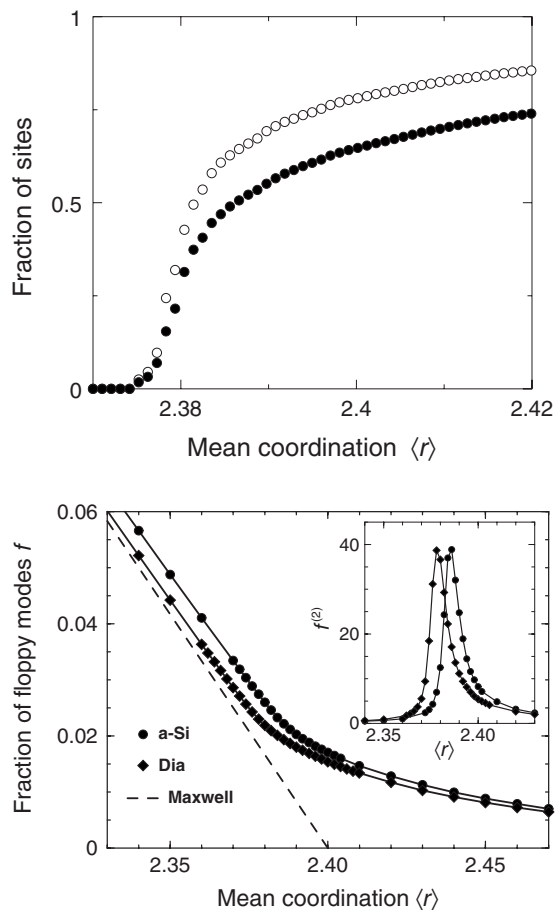 1
Fraction of sites
0.5
0
2.38
2.4
2.42
Mean coordination ⟨r⟩
0.06
Fraction of floppy modes f
0.04
0.02
0
a-Si
Dia
Maxwell
40
f(2)
20
0
2.40
2.40
⟨r⟩
2.35
2.40
2.45
Mean coordination ⟨r⟩